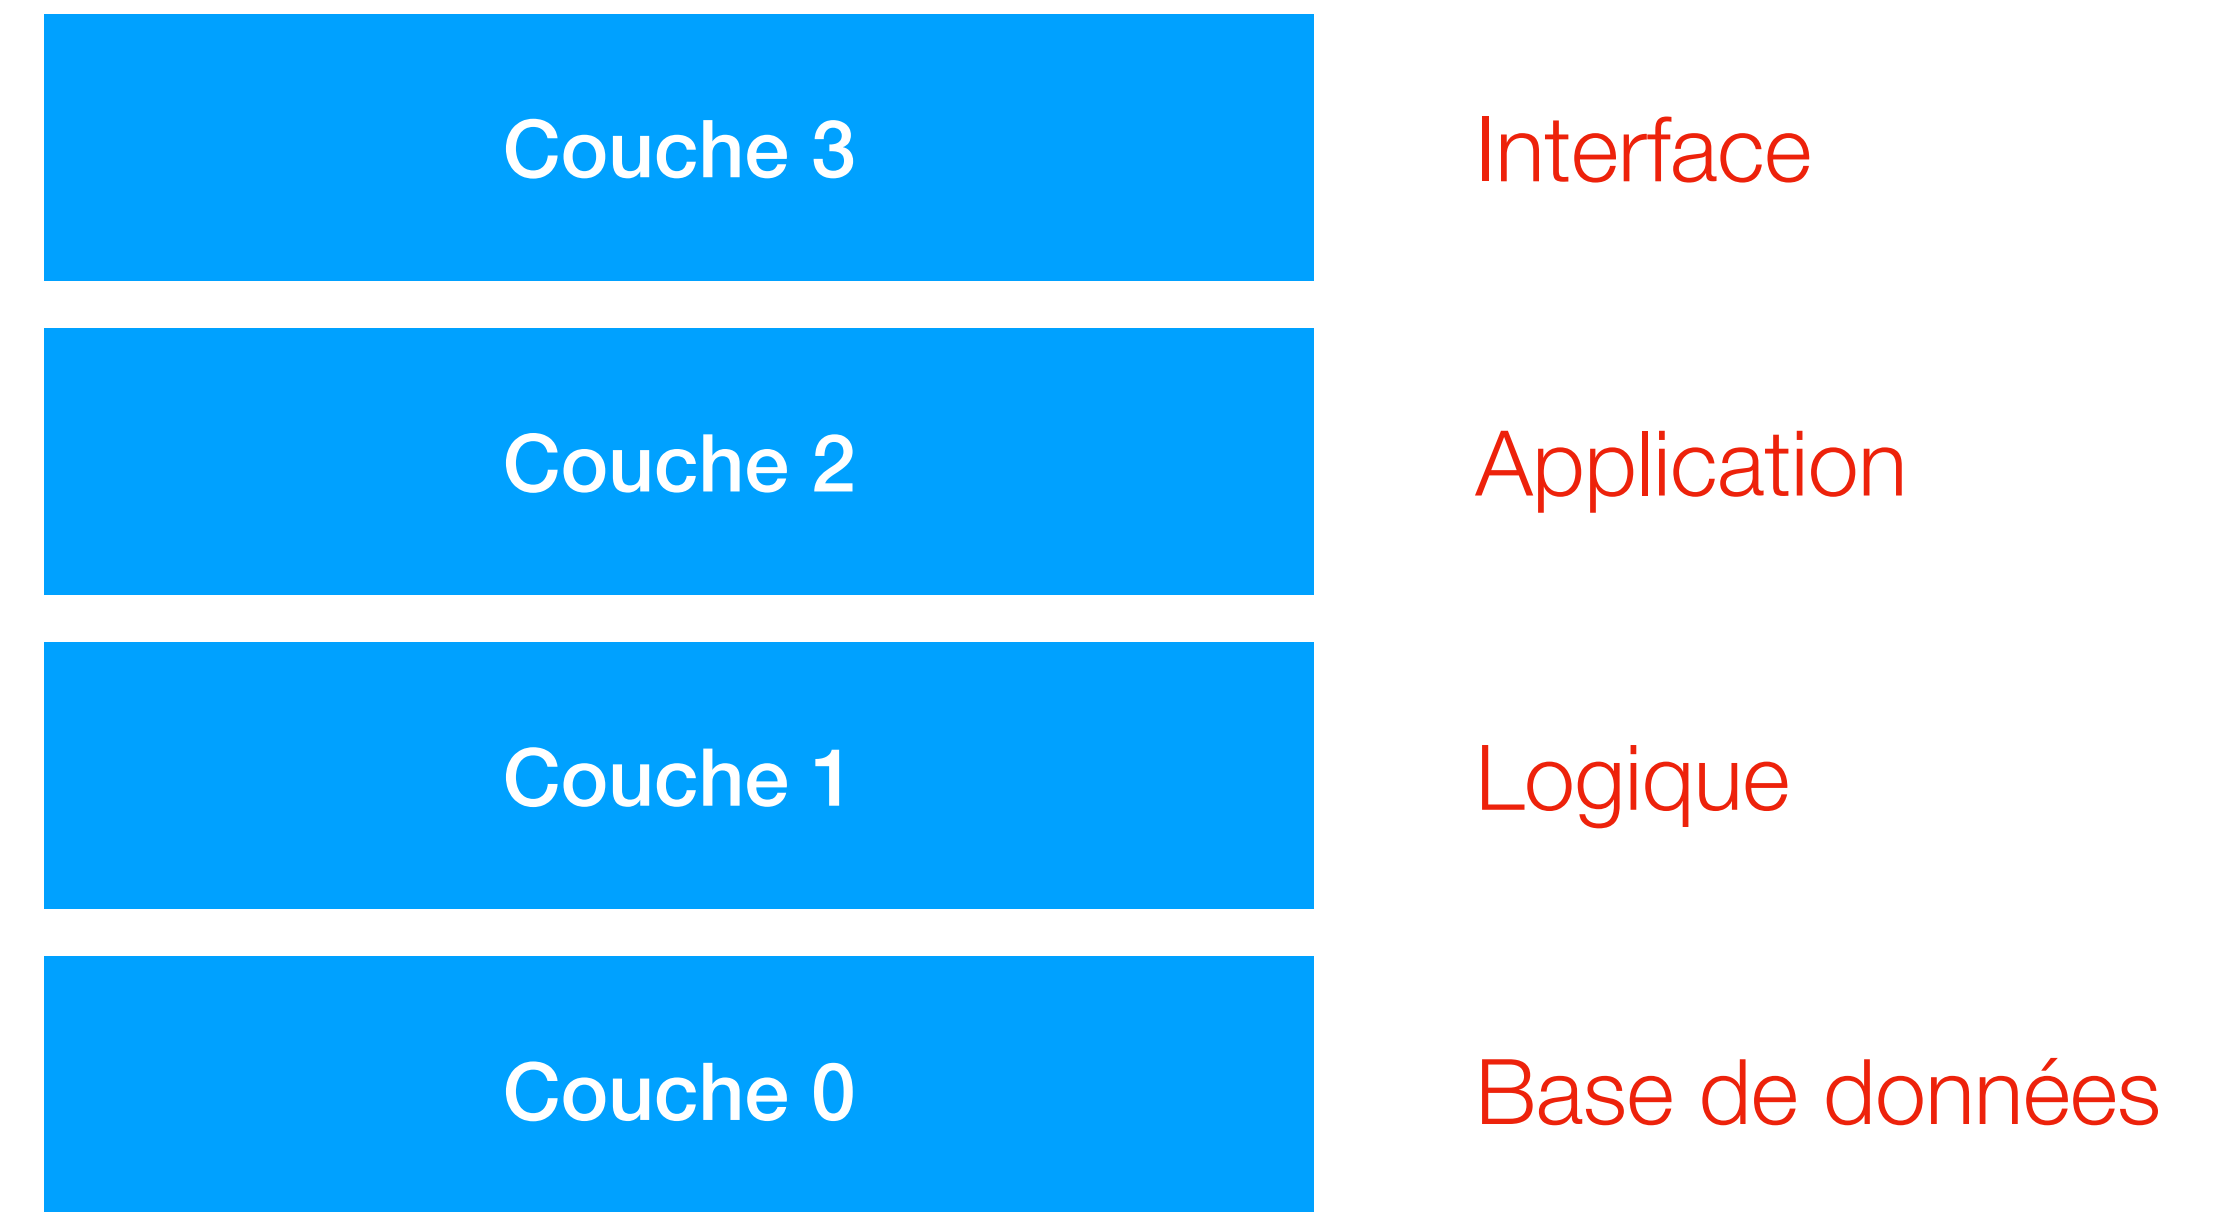 Couche 3
Interface
Couche 2
Application
Couche 1
Logique
Couche 0
Base de données